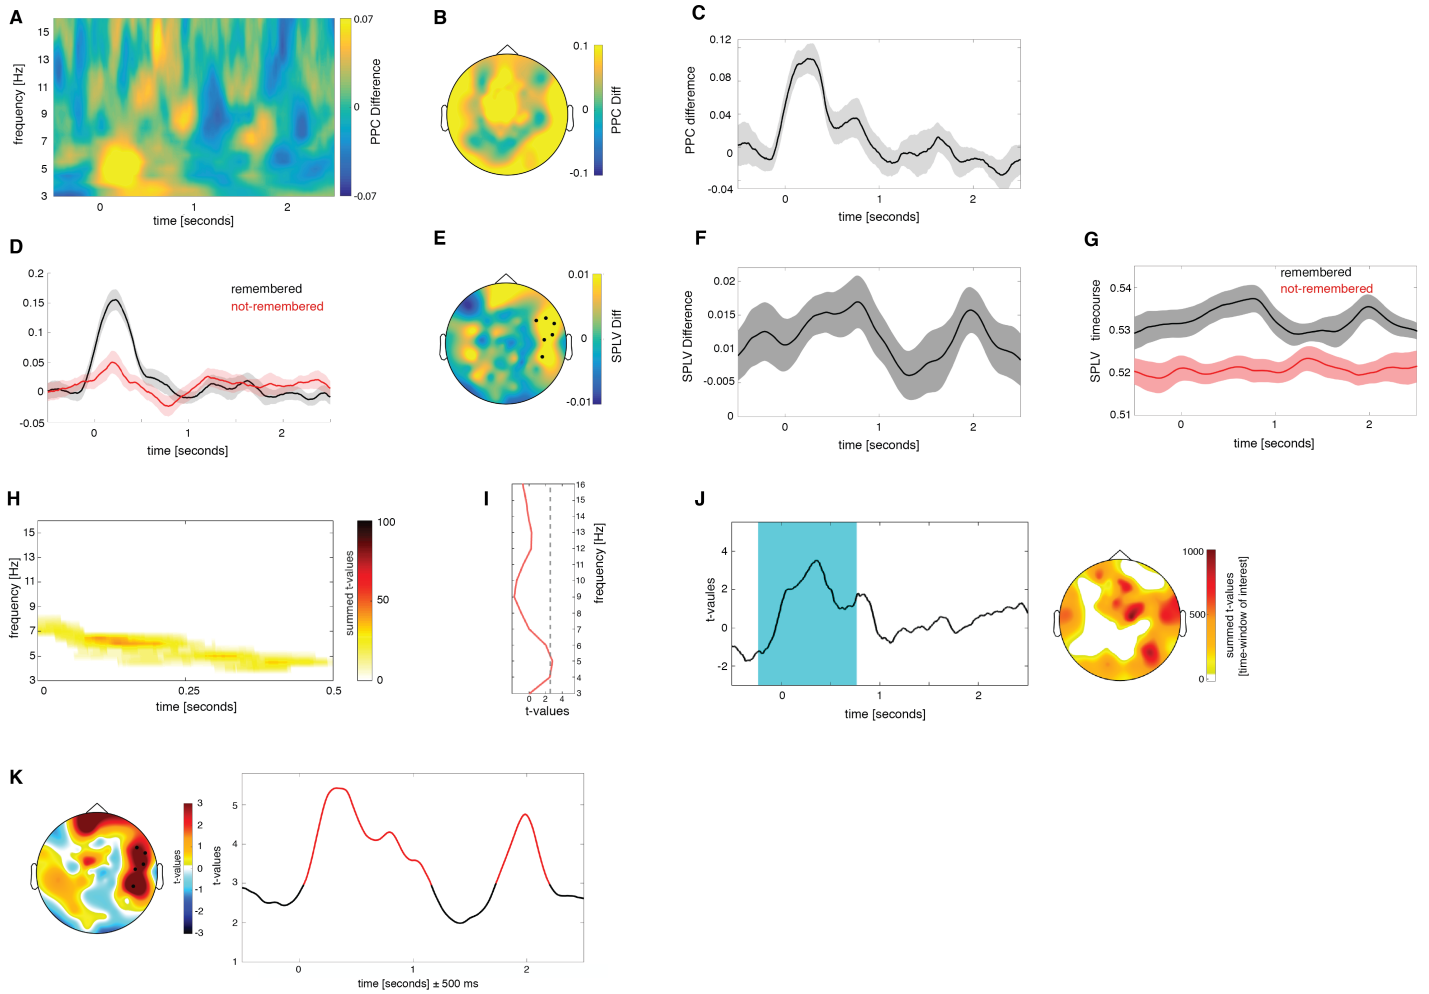 A
15
13
11
9
7
5
3
frequency [Hz]
0
1
2
time [seconds]
0.07
0
-0.07
PPC Difference
B
0.1
0
-0.1
PPC Diff
C
0.12
0.08
0.04
0
-0.04
PPC difference
0
1
2
time [seconds]
D
0.2
0.15
0.1
0.05
0
-0.05
remembered
not-remembered
0
1
2
time [seconds]
E
0.01
0
-0.01
SPLV Diff
F
0.02
0.015
0.01
-0.005
0
SPLV Difference
0
1
2
time [seconds]
G
0.54
0.53
0.52
0.51
SPLV timecourse
remembered
not-remembered
0
1
2
time [seconds]
H
15
13
11
9
7
5
3
frequency [Hz]
0
0.25
0.5
time [seconds]
100
50
0
summed t-values
I
16
15
14
13
12
11
10
9
8
7
6
5
4
3
frequency [Hz]
0
2
4
t-values
J
4
2
0
-2
t-vaules
0
1
2
time [seconds]
1000
500
0
summed t-values
[time-window of interest]
K
3
2
1
0
-1
-2
-3
t-values
5
4
3
2
1
t-values
0
1
2
time [seconds] ± 500 ms